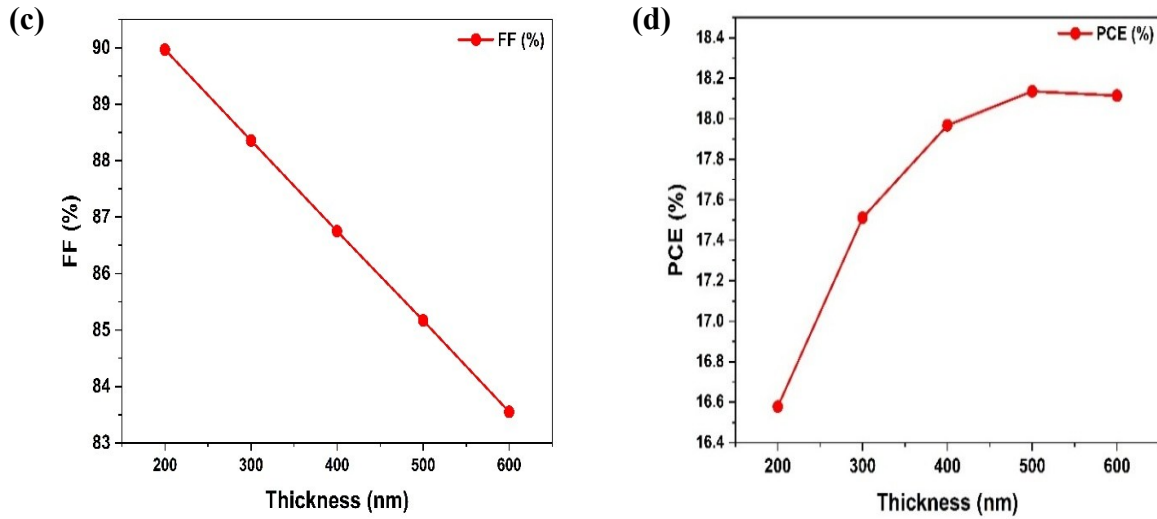 (c)
FF (%)
90
89
88
87
86
85
84
83
FF (%)
200 300 400 500 600
Thickness (nm)
(d)
PCE (%)
18.4
18.2
18.0
17.8
17.6
17.4
17.2
17.0
16.8
16.6
16.4
PCE (%)
200 300 400 500 600
Thickness (nm)